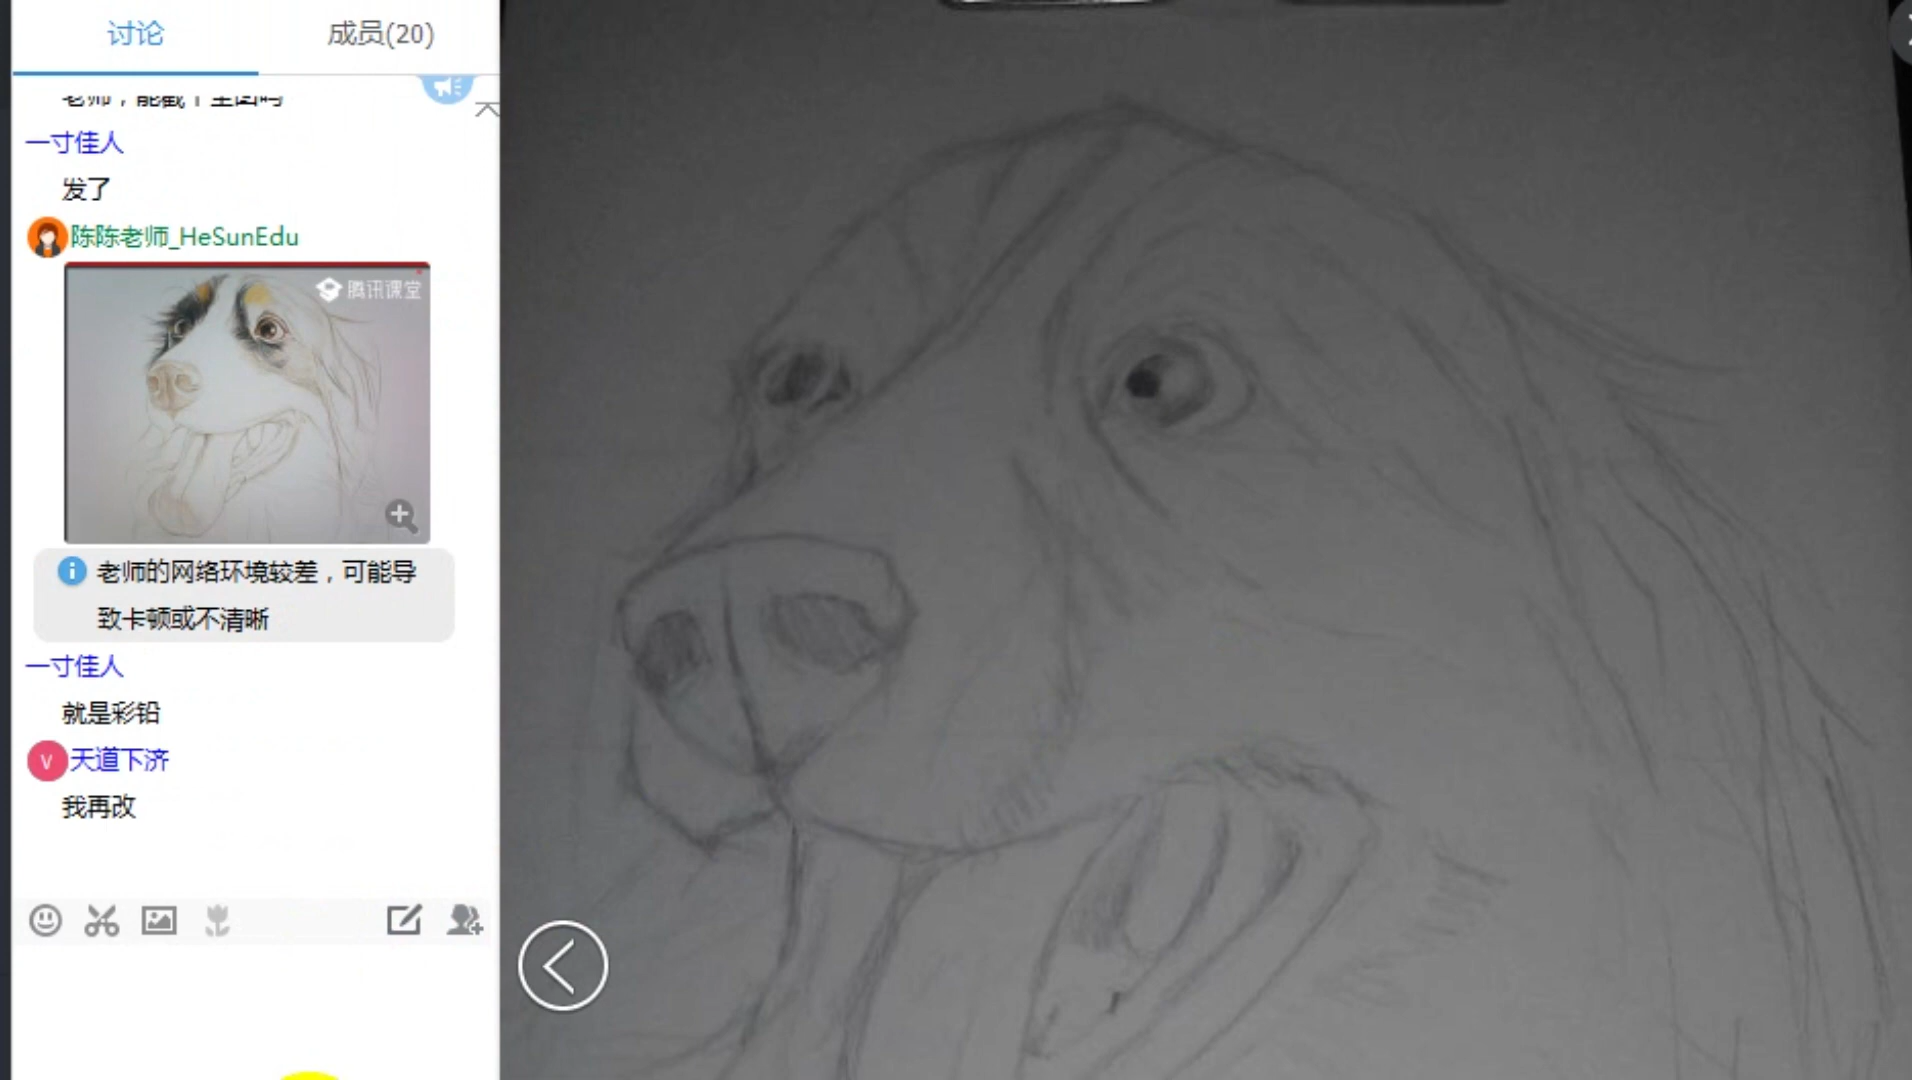 讨论
成员(20)
一寸佳人
发了
陈陈老师_HeSunEdu
腾讯课堂
老师的网络环境较差，可能导
致卡顿或不清晰
一寸佳人
就是彩铅
V
天道下济
我再改